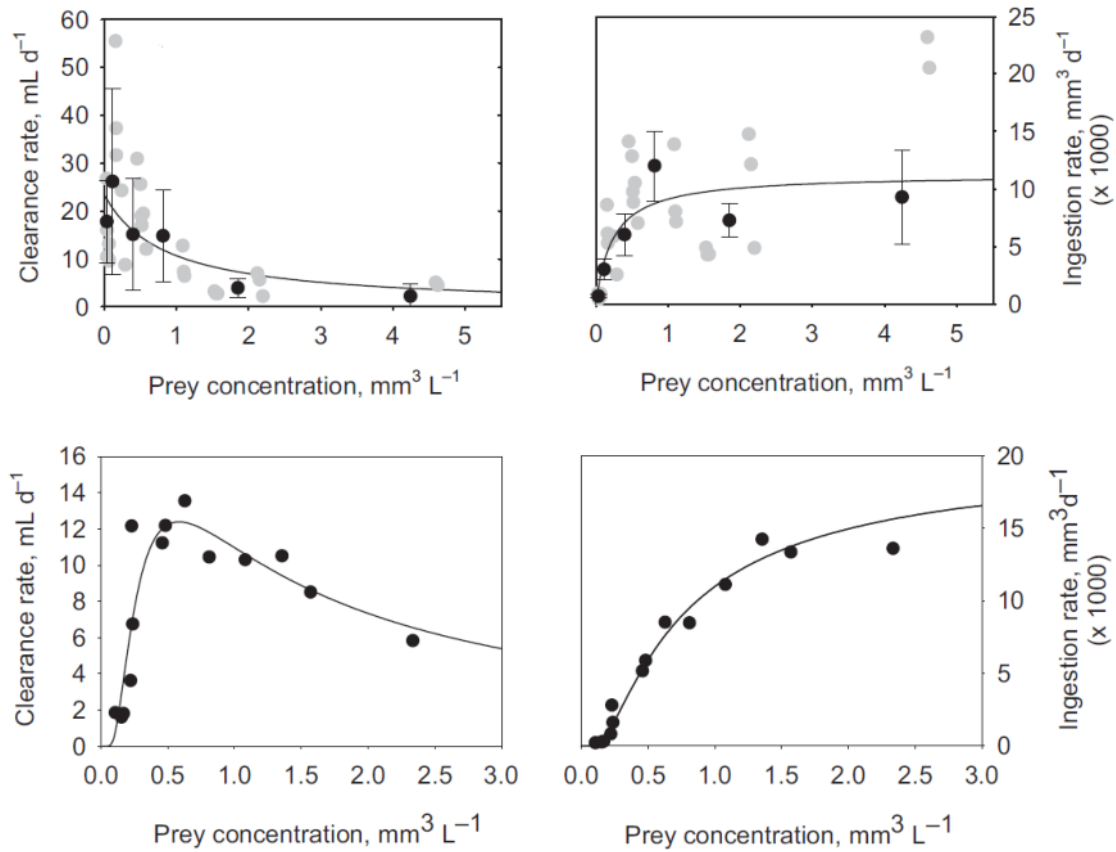 Clearance rate, mL d⁻¹
60
50
40
30
20
10
0
0 1 2 3 4 5
Prey concentration, mm³ L⁻¹
25
20
15
10
5
0
Ingestion rate, mm³ d⁻¹
(x 1000)
0 1 2 3 4 5
Prey concentration, mm³ L⁻¹
Clearance rate, mL d⁻¹
16
14
12
10
8
6
4
2
0
0.0 0.5 1.0 1.5 2.0 2.5 3.0
Prey concentration, mm³ L⁻¹
20
15
10
5
0
Ingestion rate, mm³d⁻¹
(x 1000)
0.0 0.5 1.0 1.5 2.0 2.5 3.0
Prey concentration, mm³ L⁻¹